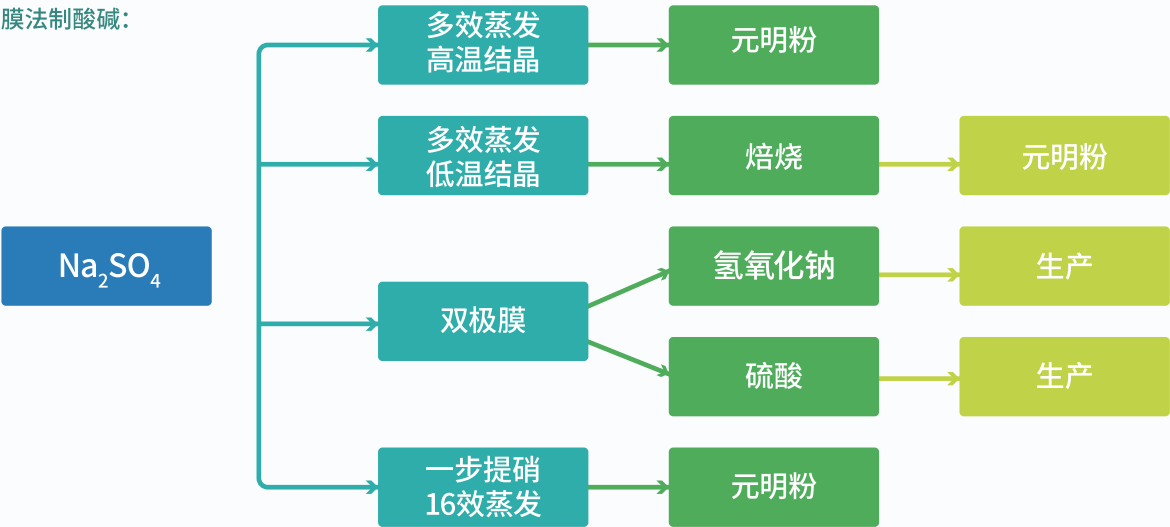 膜法制酸碱：
多效蒸发
高温结晶
元明粉
多效蒸发
低温结晶
焙烧
元明粉
Na₂SO₄
双极膜
氢氧化钠
生产
硫酸
生产
一步提硝
16效蒸发
元明粉